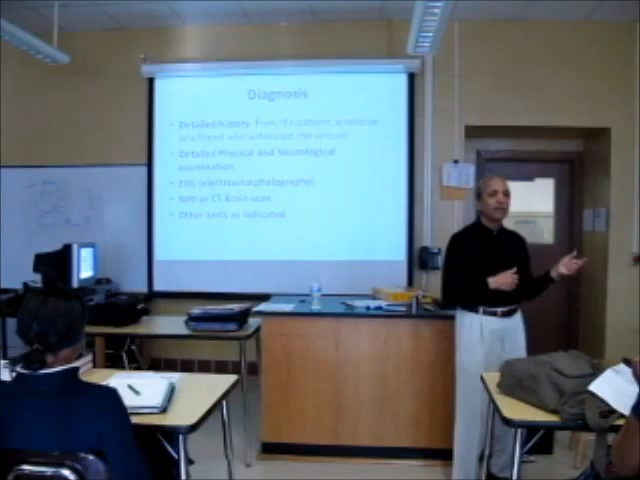 Diagnosis
Detailed history from the patient, a relative
or a friend who witnessed the seizure
Detailed Physical and Neurological
examination
EEG (electroencephalography)
MRI or CT Brain scan
Other tests as indicated